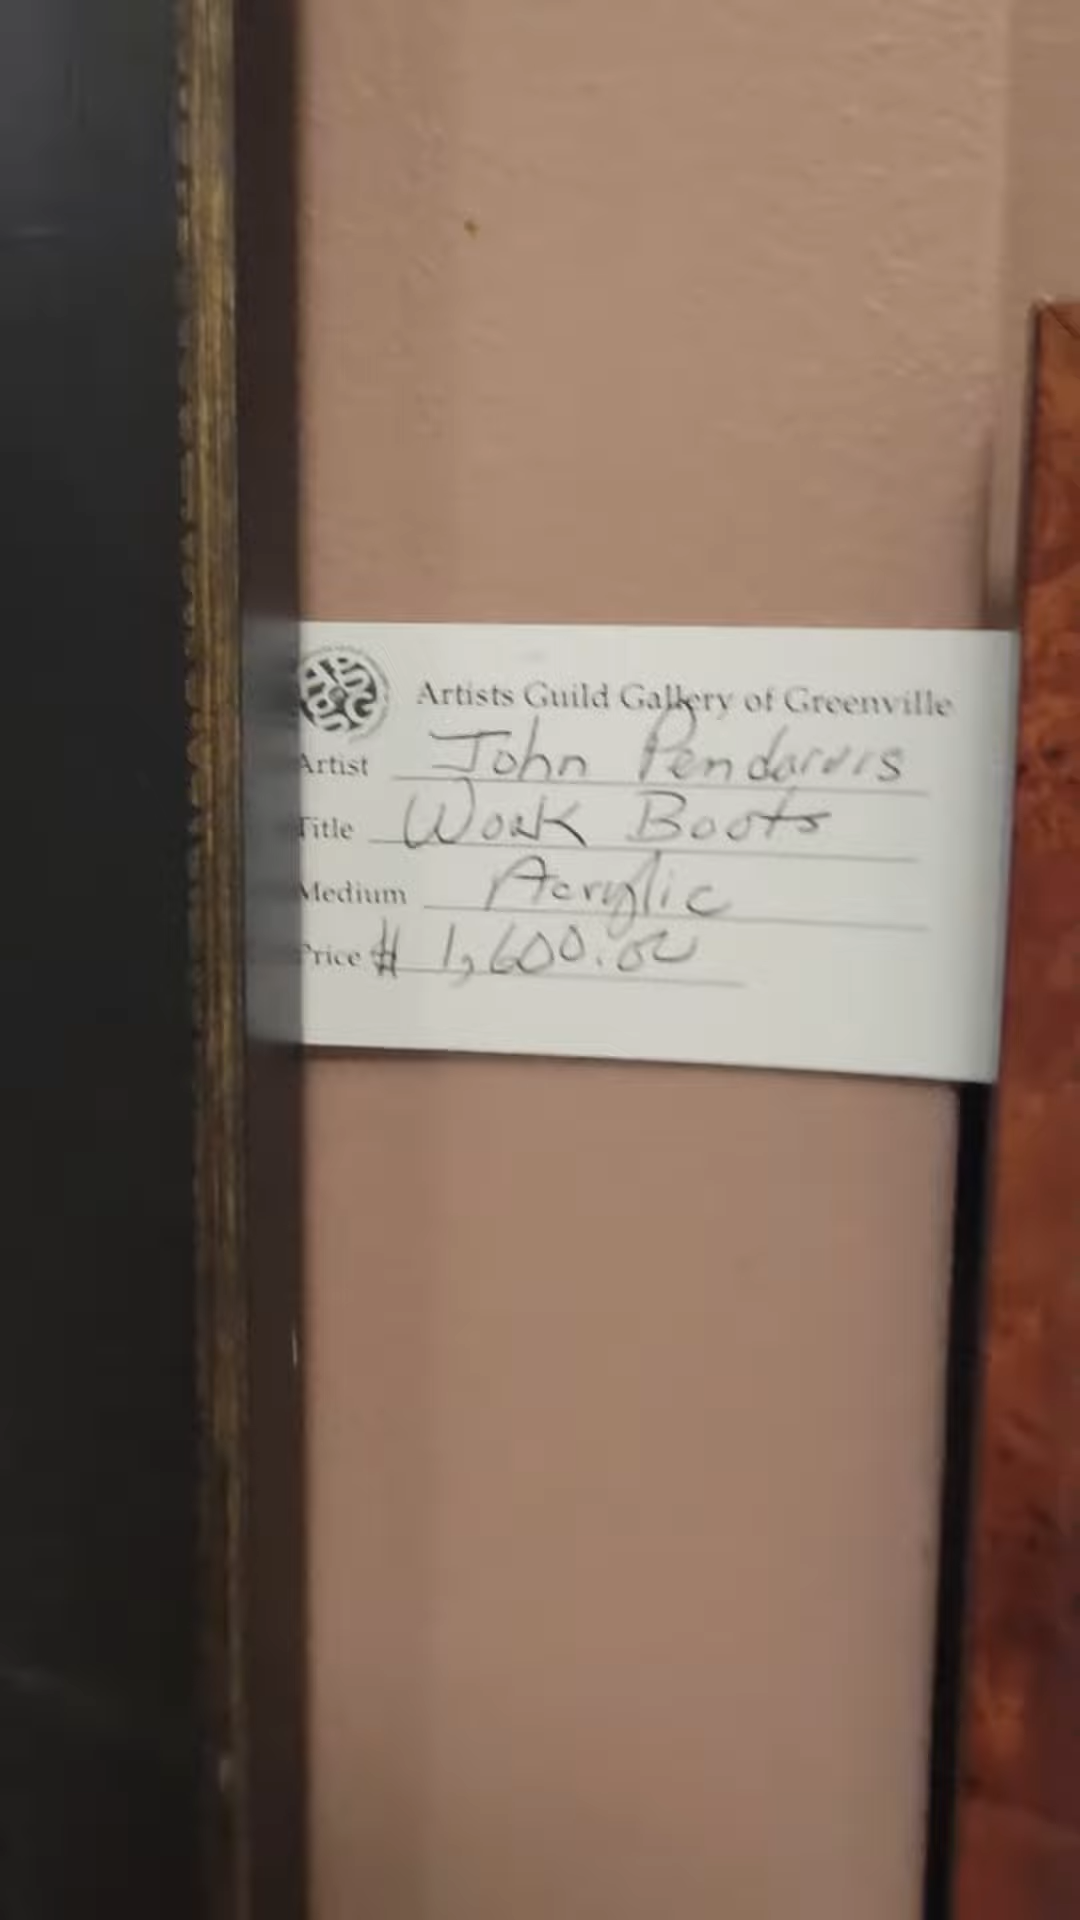 Artists Guild Gallery of Greenville
Artist John Pendarvis
Title Work Boots
Medium Acrylic
Price $ 1,600.00